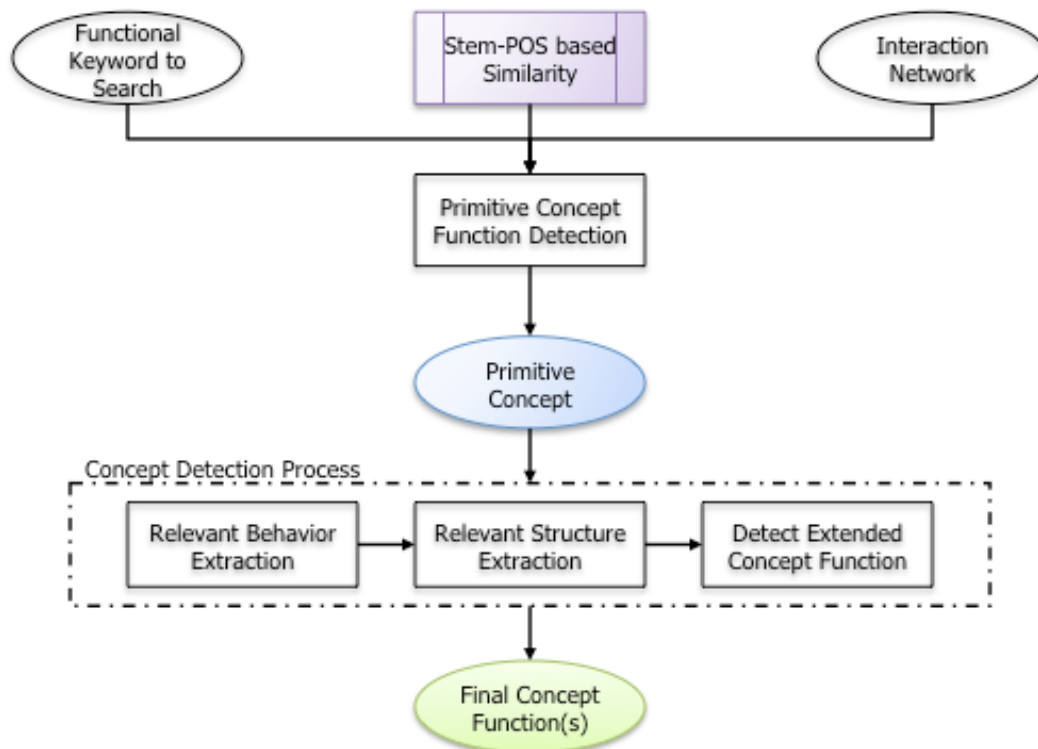 Functional
Keyword to
Search
Stem-POS based
Similarity
Interaction
Network
Primitive Concept
Function Detection
Primitive
Concept
Concept Detection Process
Relevant Behavior
Extraction
Relevant Structure
Extraction
Detect Extended
Concept Function
Final Concept
Function(s)